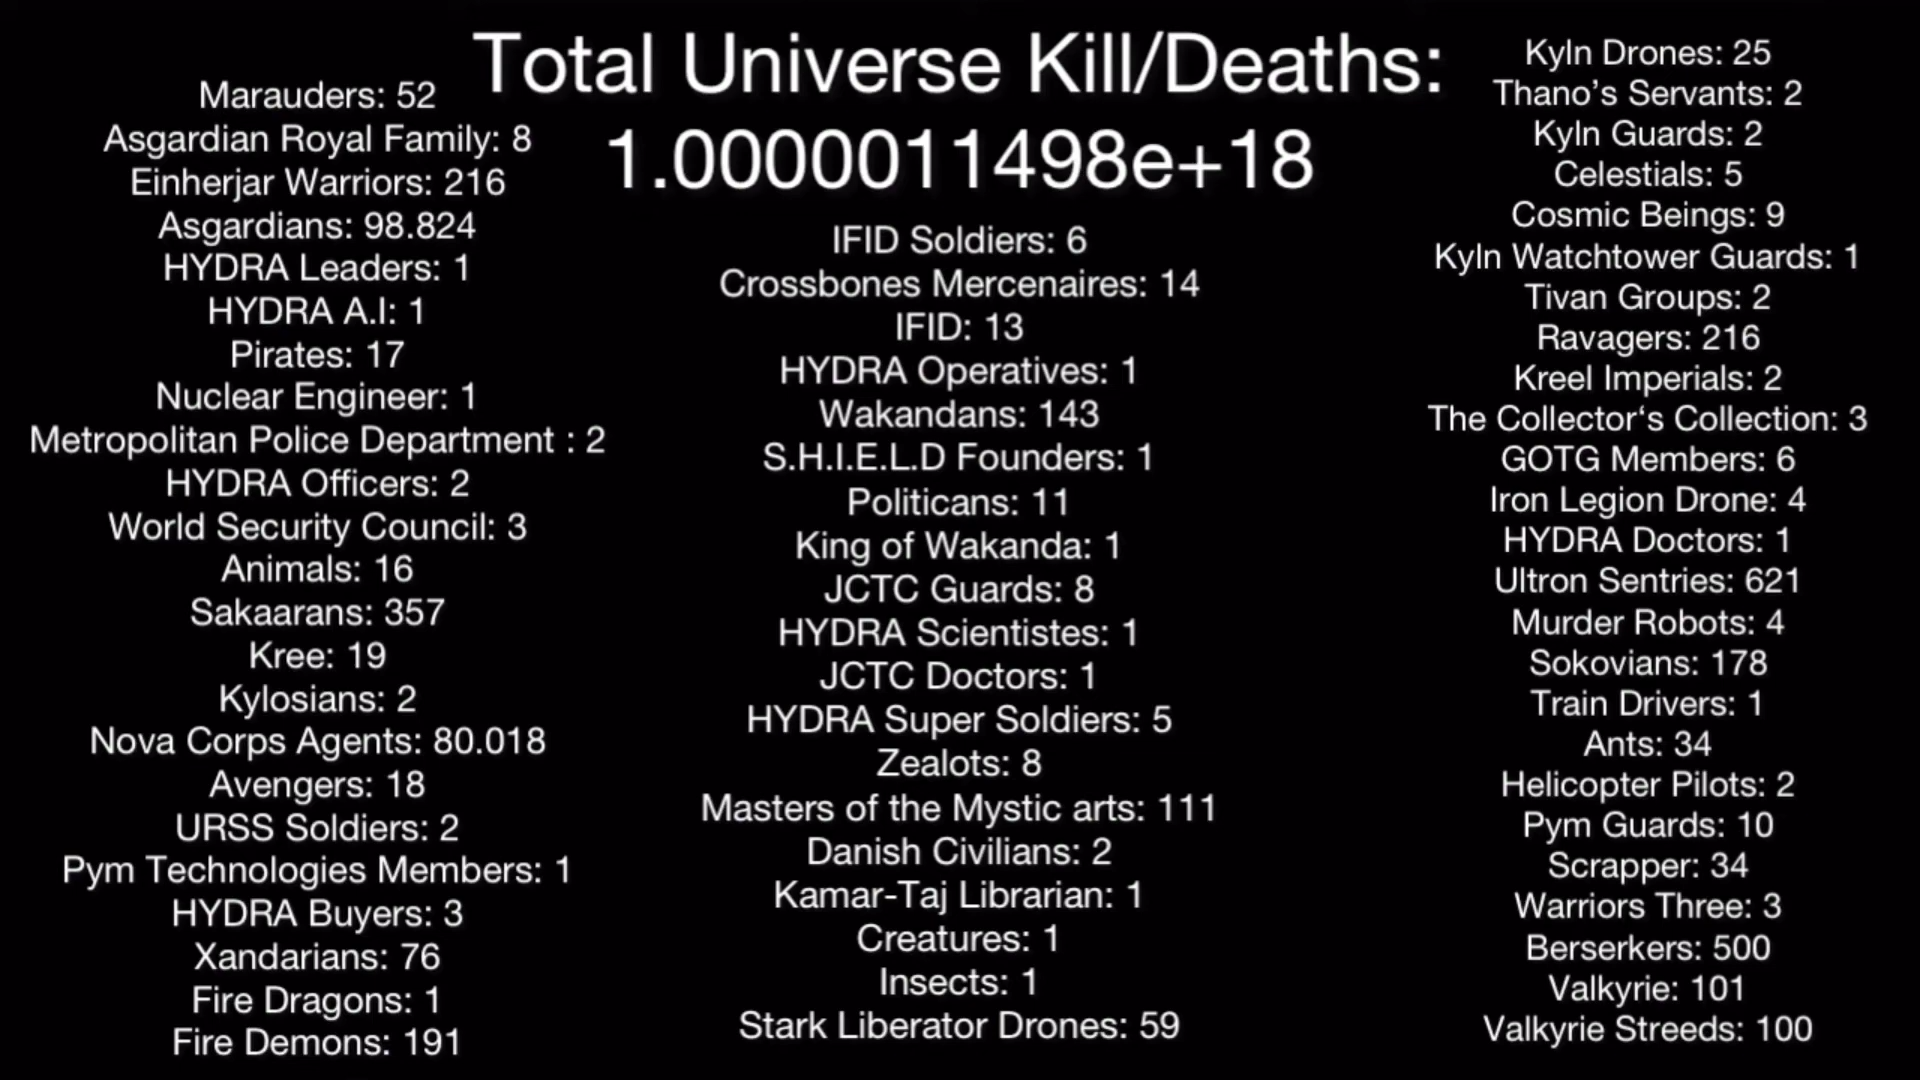 Total Universe Kill/Deaths:
1.0000011498e+18
Marauders: 52
Asgardian Royal Family: 8
Einherjar Warriors: 216
Asgardians: 98.824
HYDRA Leaders: 1
HYDRA A.I: 1
Pirates: 17
Nuclear Engineer: 1
Metropolitan Police Department : 2
HYDRA Officers: 2
World Security Council: 3
Animals: 16
Sakaarans: 357
Kree: 19
Kylosians: 2
Nova Corps Agents: 80.018
Avengers: 18
URSS Soldiers: 2
Pym Technologies Members: 1
HYDRA Buyers: 3
Xandarians: 76
Fire Dragons: 1
Fire Demons: 191
IFID Soldiers: 6
Crossbones Mercenaires: 14
IFID: 13
HYDRA Operatives: 1
Wakandans: 143
S.H.I.E.L.D Founders: 1
Politicans: 11
King of Wakanda: 1
JCTC Guards: 8
HYDRA Scientistes: 1
JCTC Doctors: 1
HYDRA Super Soldiers: 5
Zealots: 8
Masters of the Mystic arts: 111
Danish Civilians: 2
Kamar-Taj Librarian: 1
Creatures: 1
Insects: 1
Stark Liberator Drones: 59
Kyln Drones: 25
Thano’s Servants: 2
Kyln Guards: 2
Celestials: 5
Cosmic Beings: 9
Kyln Watchtower Guards: 1
Tivan Groups: 2
Ravagers: 216
Kreel Imperials: 2
The Collector‘s Collection: 3
GOTG Members: 6
Iron Legion Drone: 4
HYDRA Doctors: 1
Ultron Sentries: 621
Murder Robots: 4
Sokovians: 178
Train Drivers: 1
Ants: 34
Helicopter Pilots: 2
Pym Guards: 10
Scrapper: 34
Warriors Three: 3
Berserkers: 500
Valkyrie: 101
Valkyrie Streeds: 100